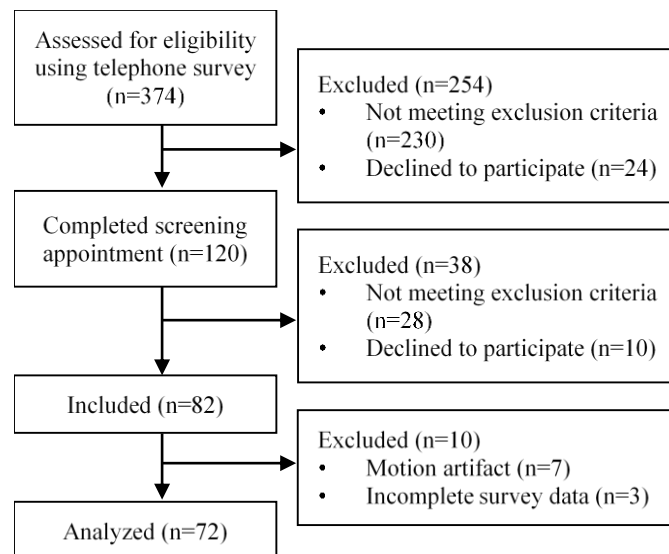 Assessed for eligibility
using telephone survey
(n=374)
Excluded (n=254)
• Not meeting exclusion criteria
(n=230)
• Declined to participate (n=24)
Completed screening
appointment (n=120)
Excluded (n=38)
• Not meeting exclusion criteria
(n=28)
• Declined to participate (n=10)
Included (n=82)
Excluded (n=10)
• Motion artifact (n=7)
• Incomplete survey data (n=3)
Analyzed (n=72)